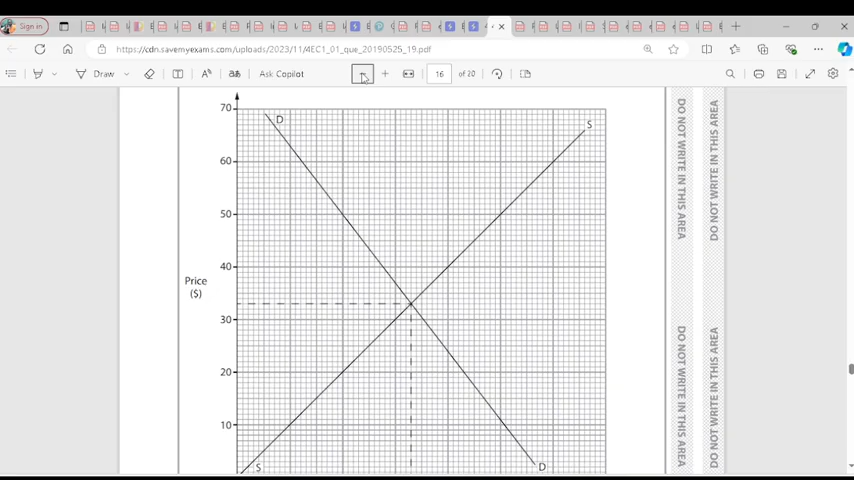 Sign in
https://cdn.savemyexams.com/uploads/2023/11/4EC1_01_que_20190525_19.pdf
Draw
Ask Copilot
16
of 20
70
D
S
60
50
40
Price
($)
30
20
10
S
D
DO NOT WRITE IN THIS AREA
DO NOT WRITE IN THIS AREA
DO NOT WRITE IN THIS AREA
DO NOT WRITE IN THIS AREA